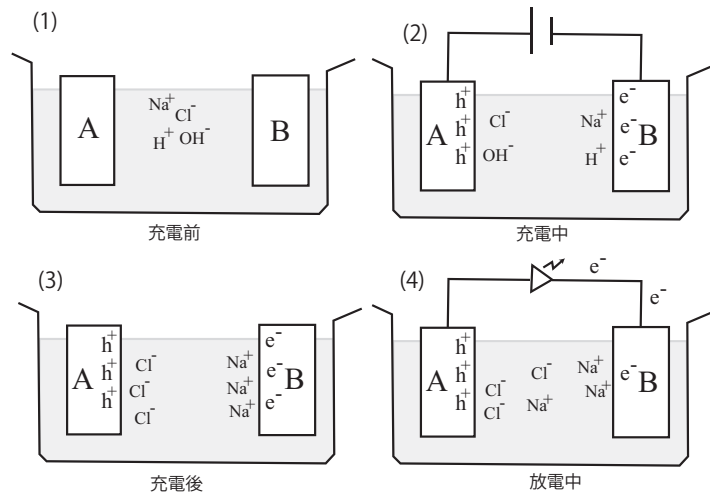 (1)
A
Na⁺
Cl⁻
H⁺ OH⁻
B
充電前
(2)
A
h⁺
h⁺
h⁺
Cl⁻
OH⁻
Na⁺
H⁺
e⁻
e⁻
e⁻
B
充電中
(3)
A
h⁺
h⁺
h⁺
Cl⁻
Cl⁻
Cl⁻
Na⁺
Na⁺
Na⁺
e⁻
e⁻
e⁻
B
充電後
(4)
e⁻
e⁻
A
h⁺
h⁺
h⁺
Cl⁻
Cl⁻
Cl⁻
Na⁺
Na⁺
Na⁺
e⁻
B
放電中